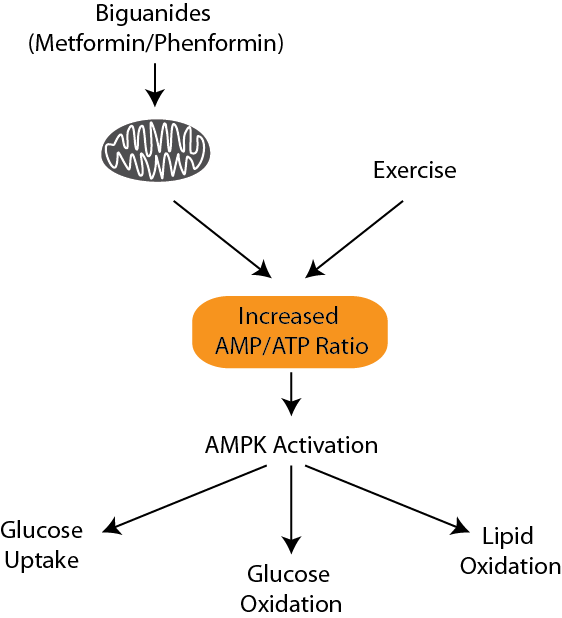 Biguanides
(Metformin/Phenformin)
Exercise
Increased
AMP/ATP Ratio
AMPK Activation
Glucose
Uptake
Glucose
Oxidation
Lipid
Oxidation